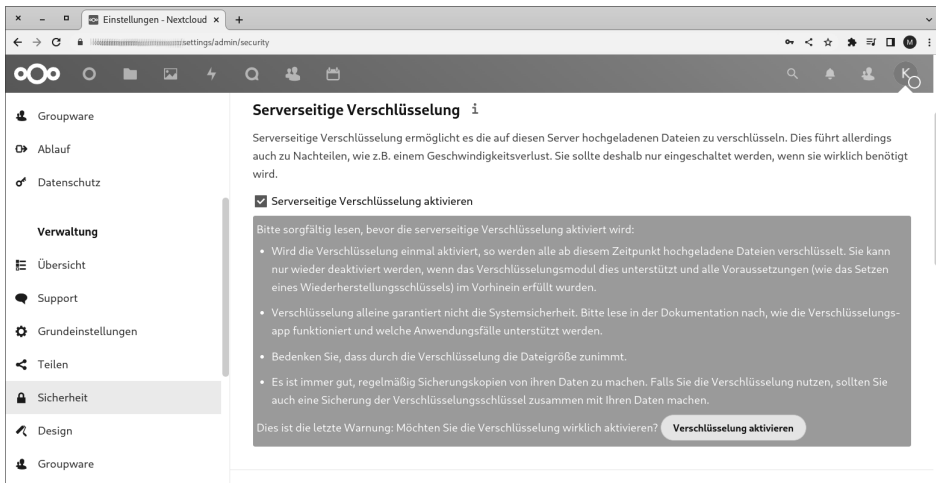 Einstellungen - Nextcloud
settings/admin/security
M
K
Groupware
Ablauf
Datenschutz
Verwaltung
Übersicht
Support
Grundeinstellungen
Teilen
Sicherheit
Design
Groupware
Serverseitige Verschlüsselung i
Serverseitige Verschlüsselung ermöglicht es die auf diesen Server hochgeladenen Dateien zu verschlüsseln. Dies führt allerdings
auch zu Nachteilen, wie z.B. einem Geschwindigkeitsverlust. Sie sollte deshalb nur eingeschaltet werden, wenn sie wirklich benötigt
wird.
Serverseitige Verschlüsselung aktivieren
Bitte sorgfältig lesen, bevor die serverseitige Verschlüsselung aktiviert wird:
• Wird die Verschlüsselung einmal aktiviert, so werden alle ab diesem Zeitpunkt hochgeladene Dateien verschlüsselt. Sie kann
nur wieder deaktiviert werden, wenn das Verschlüsselungsmodul dies unterstützt und alle Voraussetzungen (wie das Setzen
eines Wiederherstellungsschlüssels) im Vorhinein erfüllt wurden.
• Verschlüsselung alleine garantiert nicht die Systemsicherheit. Bitte lese in der Dokumentation nach, wie die Verschlüsselungs-
app funktioniert und welche Anwendungsfälle unterstützt werden.
• Bedenken Sie, dass durch die Verschlüsselung die Dateigröße zunimmt.
• Es ist immer gut, regelmäßig Sicherungskopien von ihren Daten zu machen. Falls Sie die Verschlüsselung nutzen, sollten Sie
auch eine Sicherung der Verschlüsselungsschlüssel zusammen mit Ihren Daten machen.
Dies ist die letzte Warnung: Möchten Sie die Verschlüsselung wirklich aktivieren? Verschlüsselung aktivieren